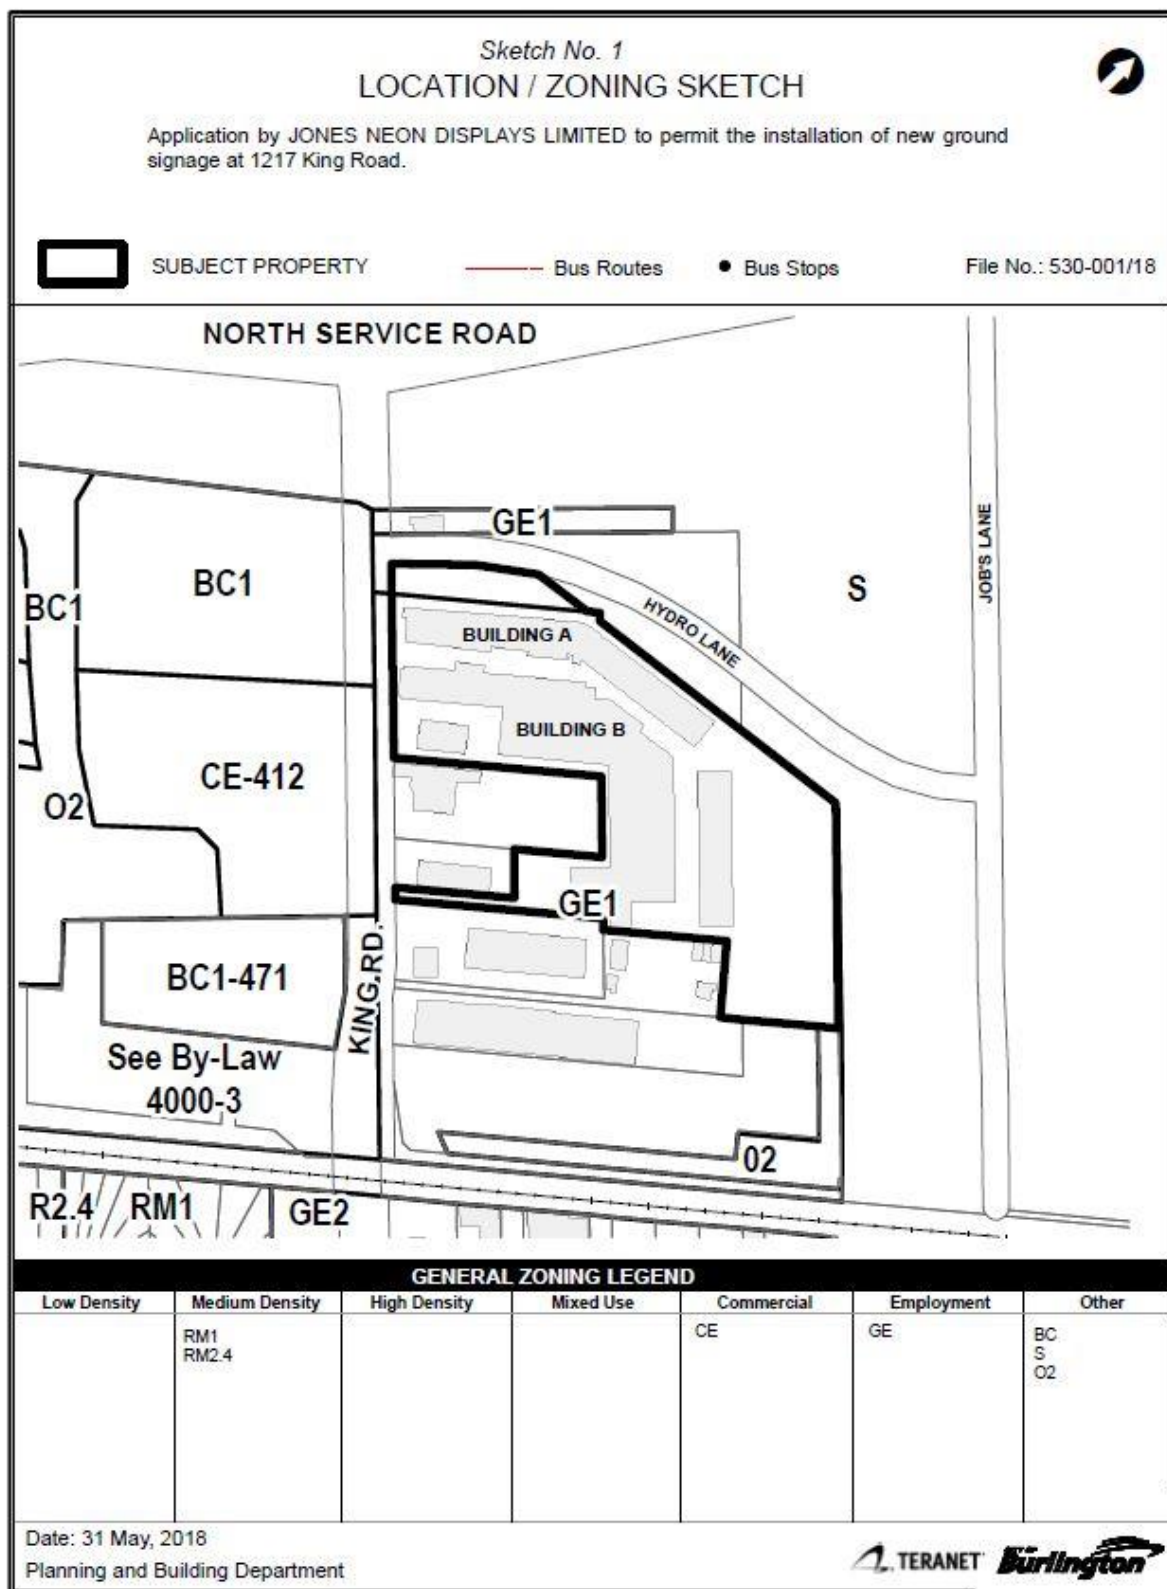 Sketch No. 1
LOCATION / ZONING SKETCH
Application by JONES NEON DISPLAYS LIMITED to permit the installation of new ground
signage at 1217 King Road.
SUBJECT PROPERTY
Bus Routes
Bus Stops
File No.: 530-001/18
NORTH SERVICE ROAD
GE1
BC1
BC1
S
JOB'S LANE
HYDRO LANE
BUILDING A
BUILDING B
CE-412
O2
GE1
BC1-471
KING RD.
See By-Law
4000-3
02
R2.4
RM1
GE2
GENERAL ZONING LEGEND
Low Density
Medium Density
High Density
Mixed Use
Commercial
Employment
Other
RM1
RM2.4
CE
GE
BC
S
O2
Date: 31 May, 2018
Planning and Building Department
TERANET
Burlington